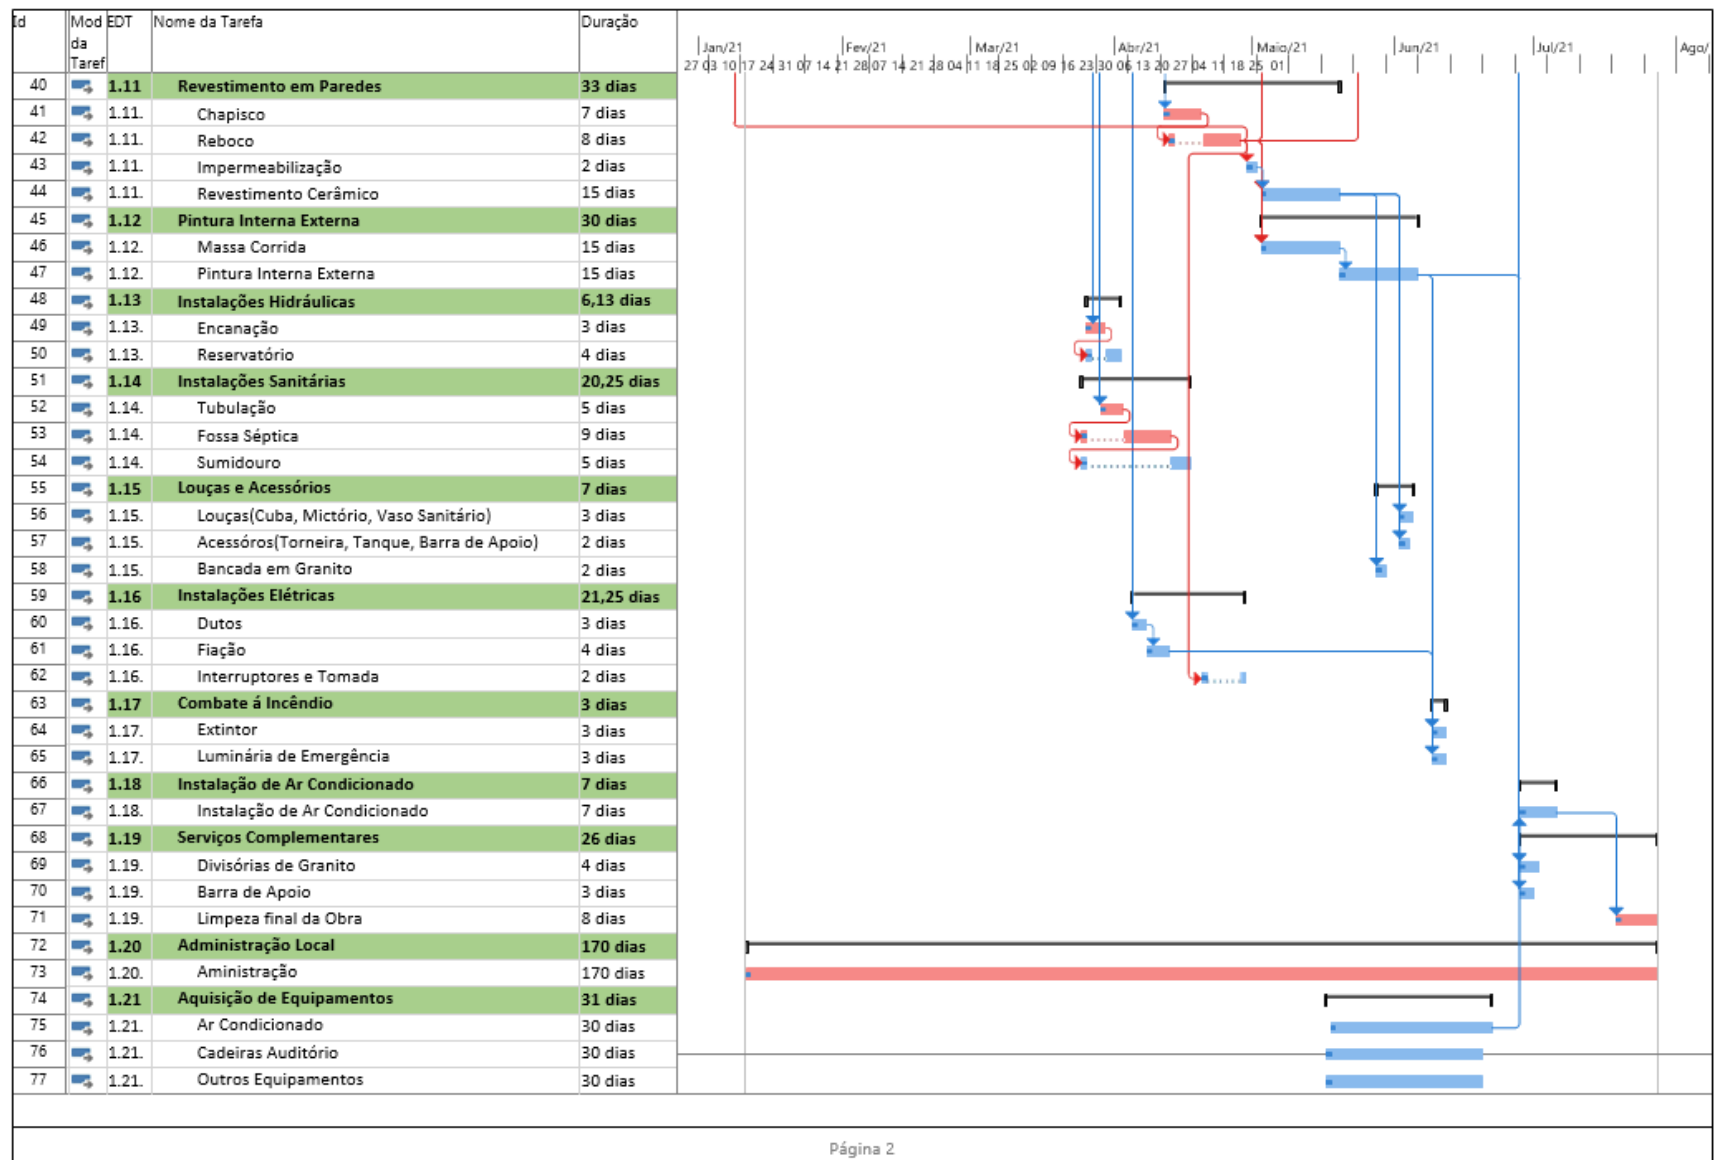 Id Mod da Taref EDT Nome da Tarefa Duração
Jan/21 Fev/21 Mar/21 Abr/21 Maio/21 Jun/21 Jul/21 Ago/
27 03 10 17 24 31 07 14 21 28 07 14 21 28 04 11 18 25 02 09 16 23 30 06 13 20 27 04 11 18 25 01
40 1.11 Revestimento em Paredes 33 dias
41 1.11. Chapisco 7 dias
42 1.11. Reboco 8 dias
43 1.11. Impermeabilização 2 dias
44 1.11. Revestimento Cerâmico 15 dias
45 1.12 Pintura Interna Externa 30 dias
46 1.12. Massa Corrida 15 dias
47 1.12. Pintura Interna Externa 15 dias
48 1.13 Instalações Hidráulicas 6,13 dias
49 1.13. Encanação 3 dias
50 1.13. Reservatório 4 dias
51 1.14 Instalações Sanitárias 20,25 dias
52 1.14. Tubulação 5 dias
53 1.14. Fossa Séptica 9 dias
54 1.14. Sumidouro 5 dias
55 1.15 Louças e Acessórios 7 dias
56 1.15. Louças(Cuba, Mictório, Vaso Sanitário) 3 dias
57 1.15. Acessóros(Torneira, Tanque, Barra de Apoio) 2 dias
58 1.15. Bancada em Granito 2 dias
59 1.16 Instalações Elétricas 21,25 dias
60 1.16. Dutos 3 dias
61 1.16. Fiação 4 dias
62 1.16. Interruptores e Tomada 2 dias
63 1.17 Combate á Incêndio 3 dias
64 1.17. Extintor 3 dias
65 1.17. Luminária de Emergência 3 dias
66 1.18 Instalação de Ar Condicionado 7 dias
67 1.18. Instalação de Ar Condicionado 7 dias
68 1.19 Serviços Complementares 26 dias
69 1.19. Divisórias de Granito 4 dias
70 1.19. Barra de Apoio 3 dias
71 1.19. Limpeza final da Obra 8 dias
72 1.20 Administração Local 170 dias
73 1.20. Aministração 170 dias
74 1.21 Aquisição de Equipamentos 31 dias
75 1.21. Ar Condicionado 30 dias
76 1.21. Cadeiras Auditório 30 dias
77 1.21. Outros Equipamentos 30 dias
Página 2